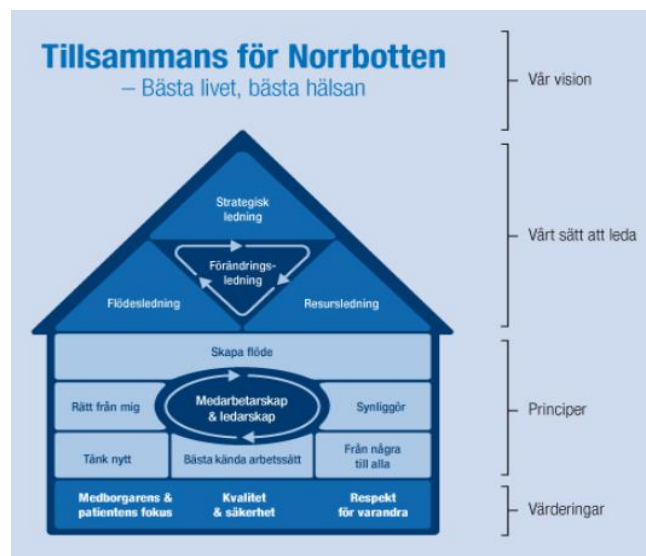 Tillsammans för Norrbotten
– Bästa livet, bästa hälsan
Vår vision
Strategisk
ledning
Förändrings-
ledning
Flödesledning
Resursledning
Vårt sätt att leda
Skapa flöde
Rätt från mig
Medarbetarskap
& ledarskap
Synliggör
Tänk nytt
Bästa kända arbetssätt
Från några
till alla
Principer
Medborgarens &
patientens fokus
Kvalitet
& säkerhet
Respekt
för varandra
Värderingar